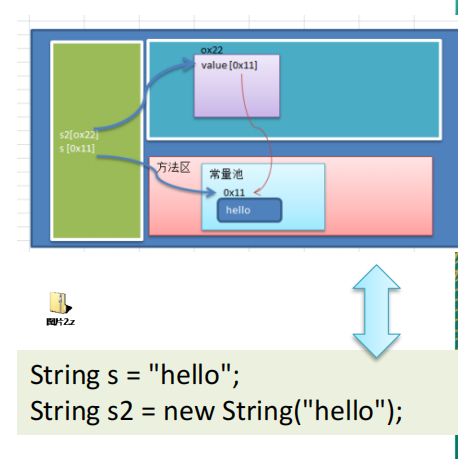 ox22
value [0x11]
s2[ox22]
s [0x11]
方法区
常量池
0x11
hello
图片2.z
String s = "hello";
String s2 = new String("hello");